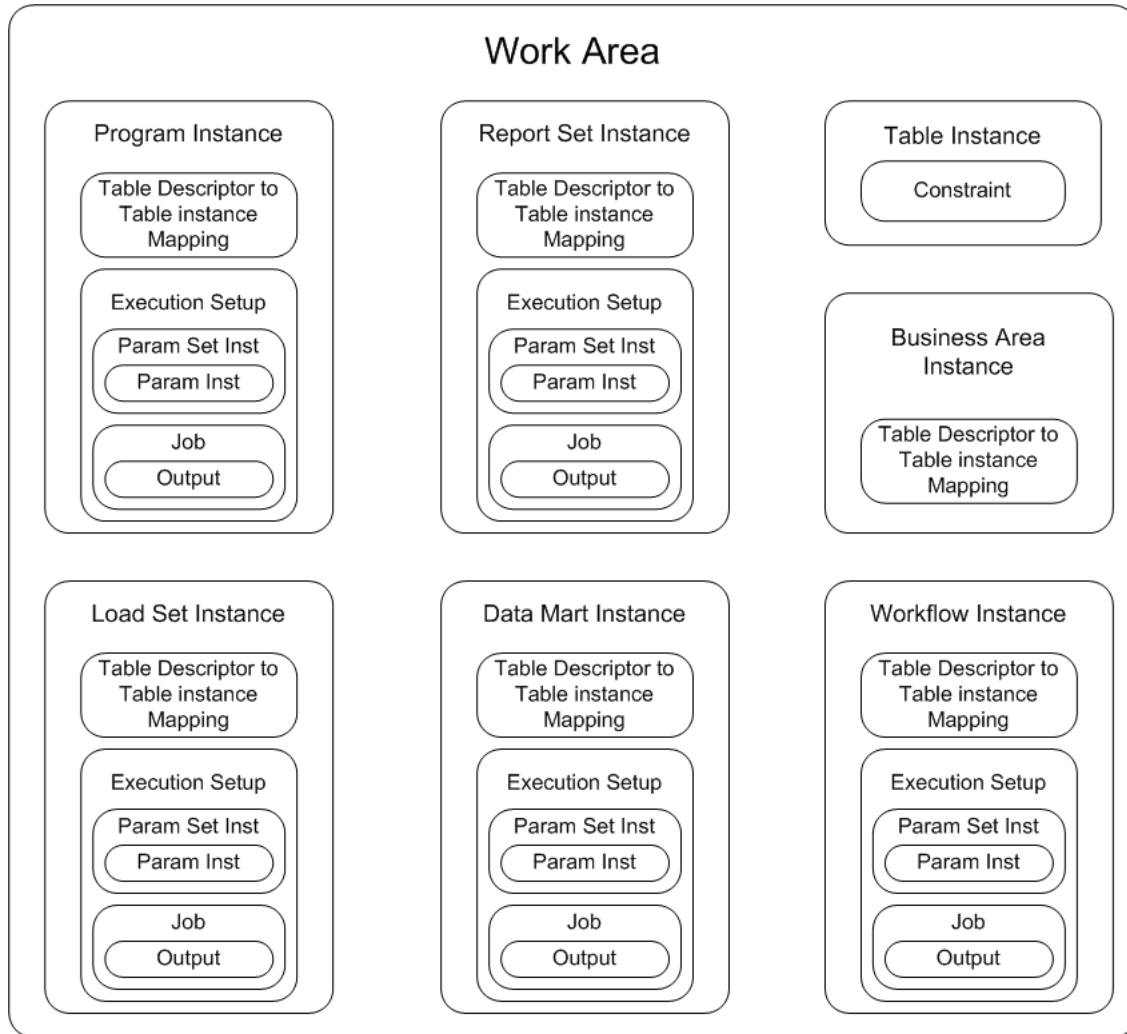 Work Area
Program Instance
Table Descriptor to
Table instance
Mapping
Execution Setup
Param Set Inst
Param Inst
Job
Output
Report Set Instance
Table Descriptor to
Table instance
Mapping
Execution Setup
Param Set Inst
Param Inst
Job
Output
Table Instance
Constraint
Business Area
Instance
Table Descriptor to
Table instance
Mapping
Load Set Instance
Table Descriptor to
Table instance
Mapping
Execution Setup
Param Set Inst
Param Inst
Job
Output
Data Mart Instance
Table Descriptor to
Table instance
Mapping
Execution Setup
Param Set Inst
Param Inst
Job
Output
Workflow Instance
Table Descriptor to
Table instance
Mapping
Execution Setup
Param Set Inst
Param Inst
Job
Output